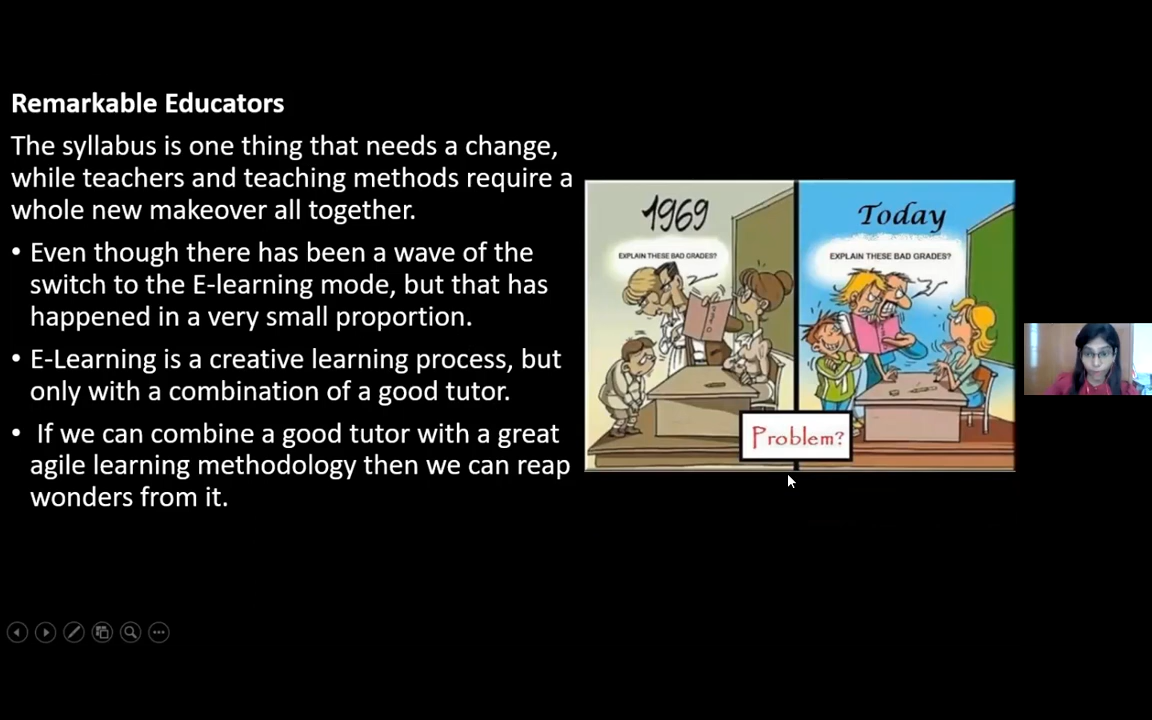 Remarkable Educators
The syllabus is one thing that needs a change,
while teachers and teaching methods require a
whole new makeover all together.
• Even though there has been a wave of the
switch to the E-learning mode, but that has
happened in a very small proportion.
• E-Learning is a creative learning process, but
only with a combination of a good tutor.
• If we can combine a good tutor with a great
agile learning methodology then we can reap
wonders from it.
1969
EXPLAIN THESE BAD GRADES?
Today
EXPLAIN THESE BAD GRADES?
Problem?